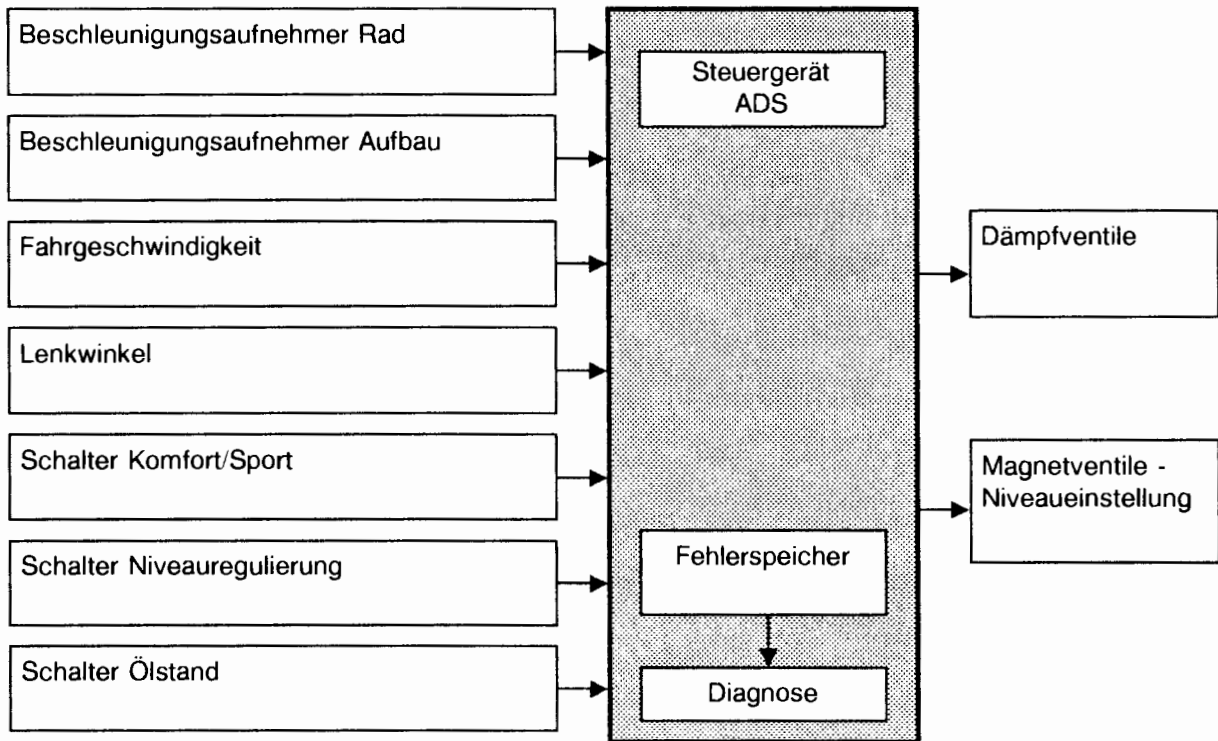 Beschleunigungsaufnehmer Rad
Beschleunigungsaufnehmer Aufbau
Fahrgeschwindigkeit
Lenkwinkel
Schalter Komfort/Sport
Schalter Niveauregulierung
Schalter Ölstand
Steuergerät
ADS
Fehlerspeicher
Diagnose
Dämpfventile
Magnetventile -
Niveaueinstellung